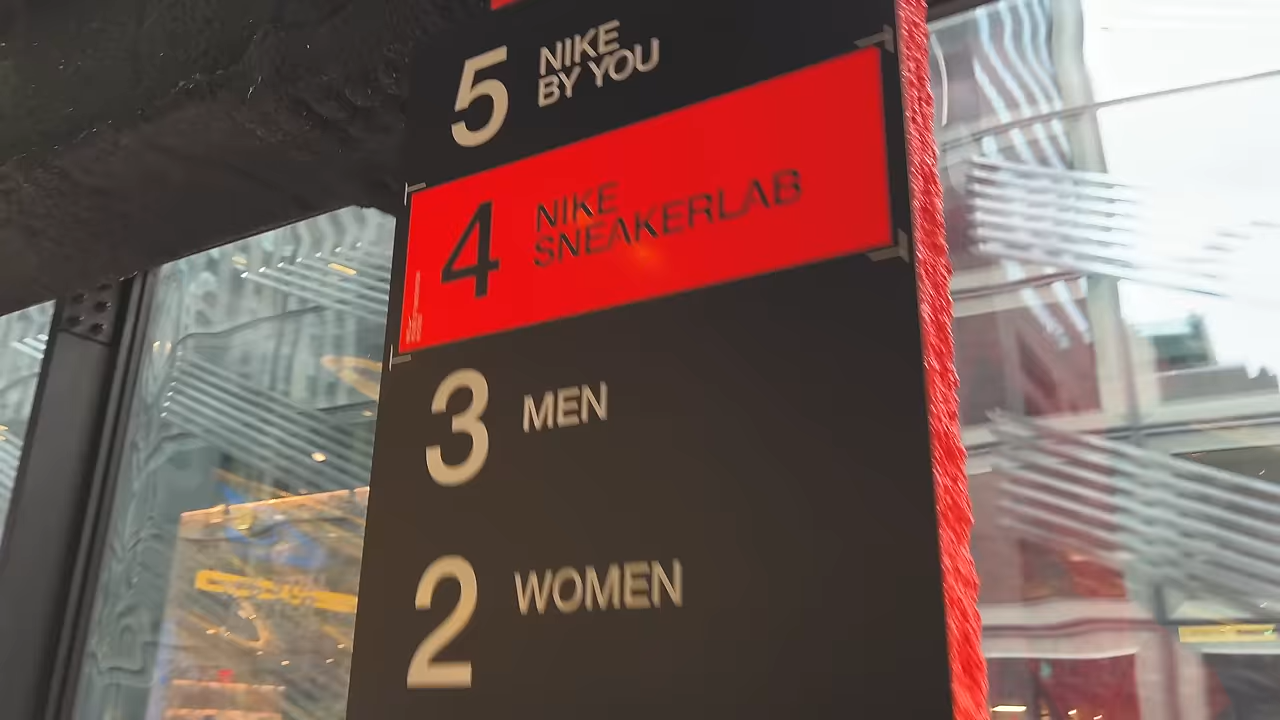 5 NIKE
BY YOU
4 NIKE
SNEAKERLAB
3 MEN
2 WOMEN